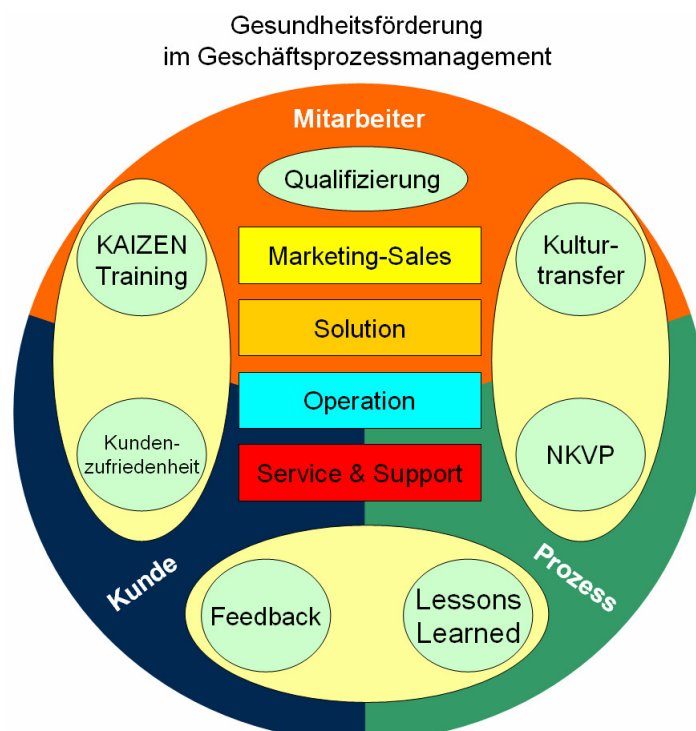 Gesundheitsförderung
im Geschäftsprozessmanagement
Mitarbeiter
Qualifizierung
KAIZEN
Training
Marketing-Sales
Kultur-
transfer
Solution
Operation
Kunden-
zufriedenheit
Service & Support
NKVP
Kunde
Prozess
Feedback
Lessons
Learned